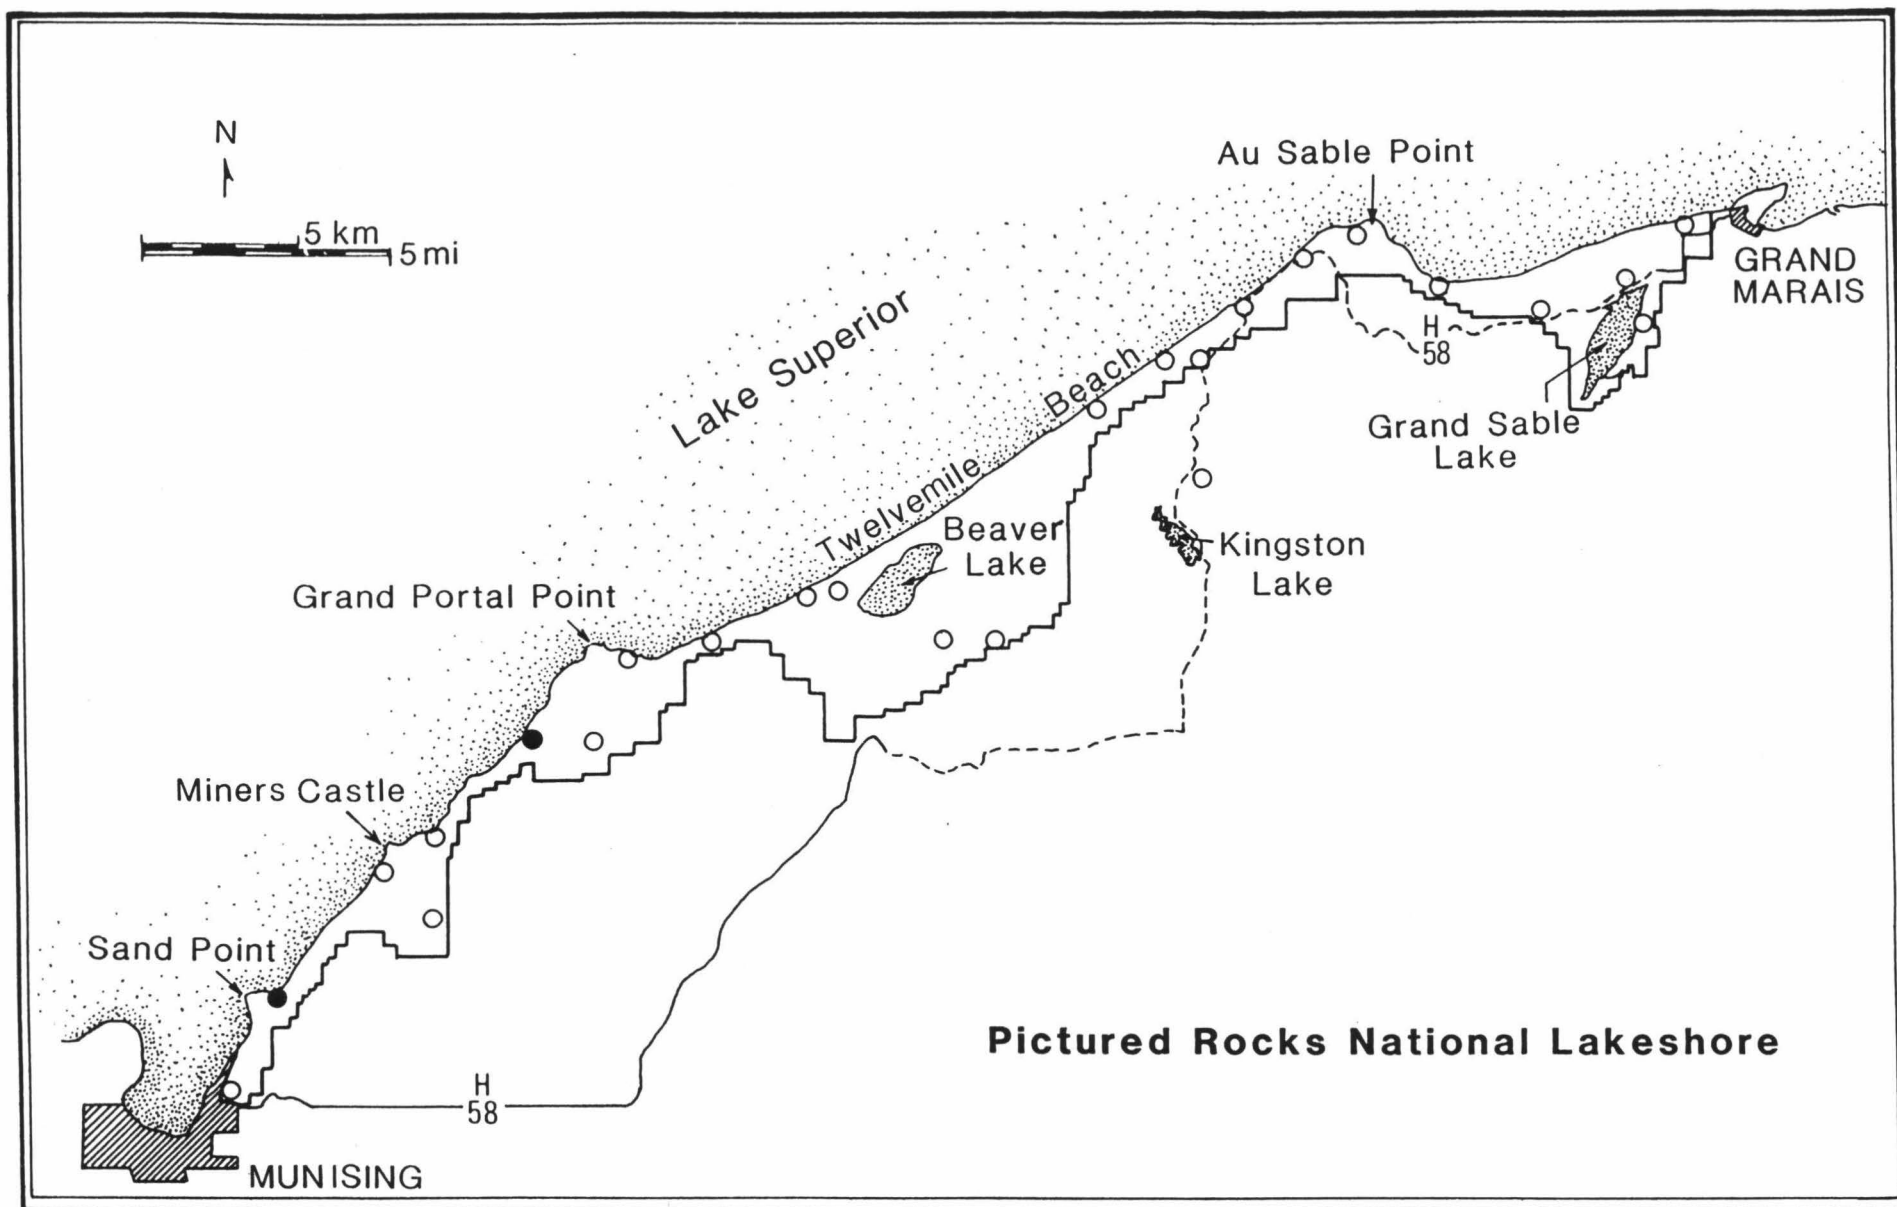 N
5 km
5 mi
Au Sable Point
GRAND
MARAIS
Lake Superior
H
58
Twelvemile Beach
Grand Sable
Lake
Beaver
Lake
Kingston
Lake
Grand Portal Point
Miners Castle
Sand Point
Pictured Rocks National Lakeshore
H
58
MUNISING